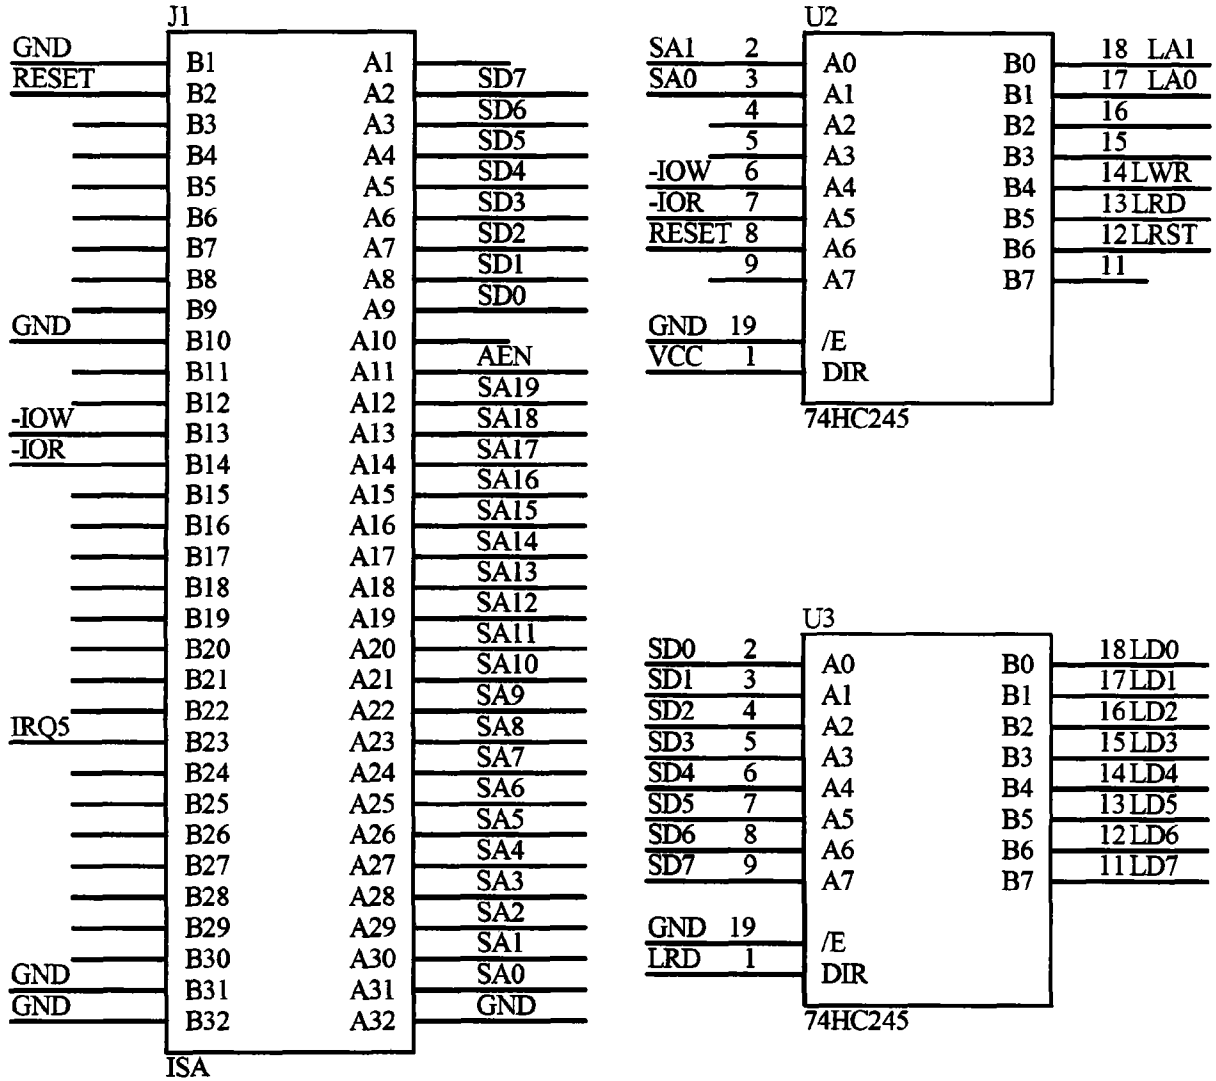 J1
GND B1 A1
RESET B2 A2 SD7
B3 A3 SD6
B4 A4 SD5
B5 A5 SD4
B6 A6 SD3
B7 A7 SD2
B8 A8 SD1
B9 A9 SD0
GND B10 A10
B11 A11 AEN
B12 A12 SA19
-IOW B13 A13 SA18
-IOR B14 A14 SA17
B15 A15 SA16
B16 A16 SA15
B17 A17 SA14
B18 A18 SA13
B19 A19 SA12
B20 A20 SA11
B21 A21 SA10
B22 A22 SA9
IRQ5 B23 A23 SA8
B24 A24 SA7
B25 A25 SA6
B26 A26 SA5
B27 A27 SA4
B28 A28 SA3
B29 A29 SA2
B30 A30 SA1
GND B31 A31 SA0
GND B32 A32 GND
ISA
U2
SA1 2 A0 B0 18 LA1
SA0 3 A1 B1 17 LA0
4 A2 B2 16
5 A3 B3 15
-IOW 6 A4 B4 14 LWR
-IOR 7 A5 B5 13 LRD
RESET 8 A6 B6 12 LRST
9 A7 B7 11
GND 19 /E
VCC 1 DIR
74HC245
U3
SD0 2 A0 B0 18 LD0
SD1 3 A1 B1 17 LD1
SD2 4 A2 B2 16 LD2
SD3 5 A3 B3 15 LD3
SD4 6 A4 B4 14 LD4
SD5 7 A5 B5 13 LD5
SD6 8 A6 B6 12 LD6
SD7 9 A7 B7 11 LD7
GND 19 /E
LRD 1 DIR
74HC245